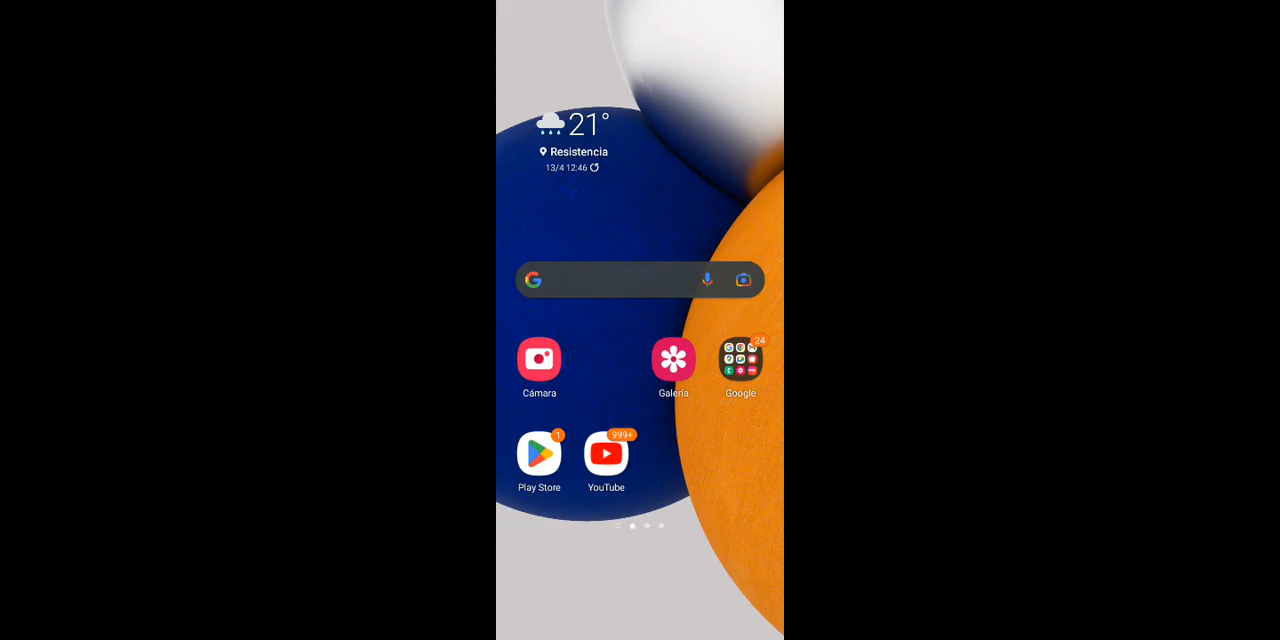 21°
Resistencia
13/4 12:46
24
Cámara
Galería
Google
1
999+
Play Store
YouTube